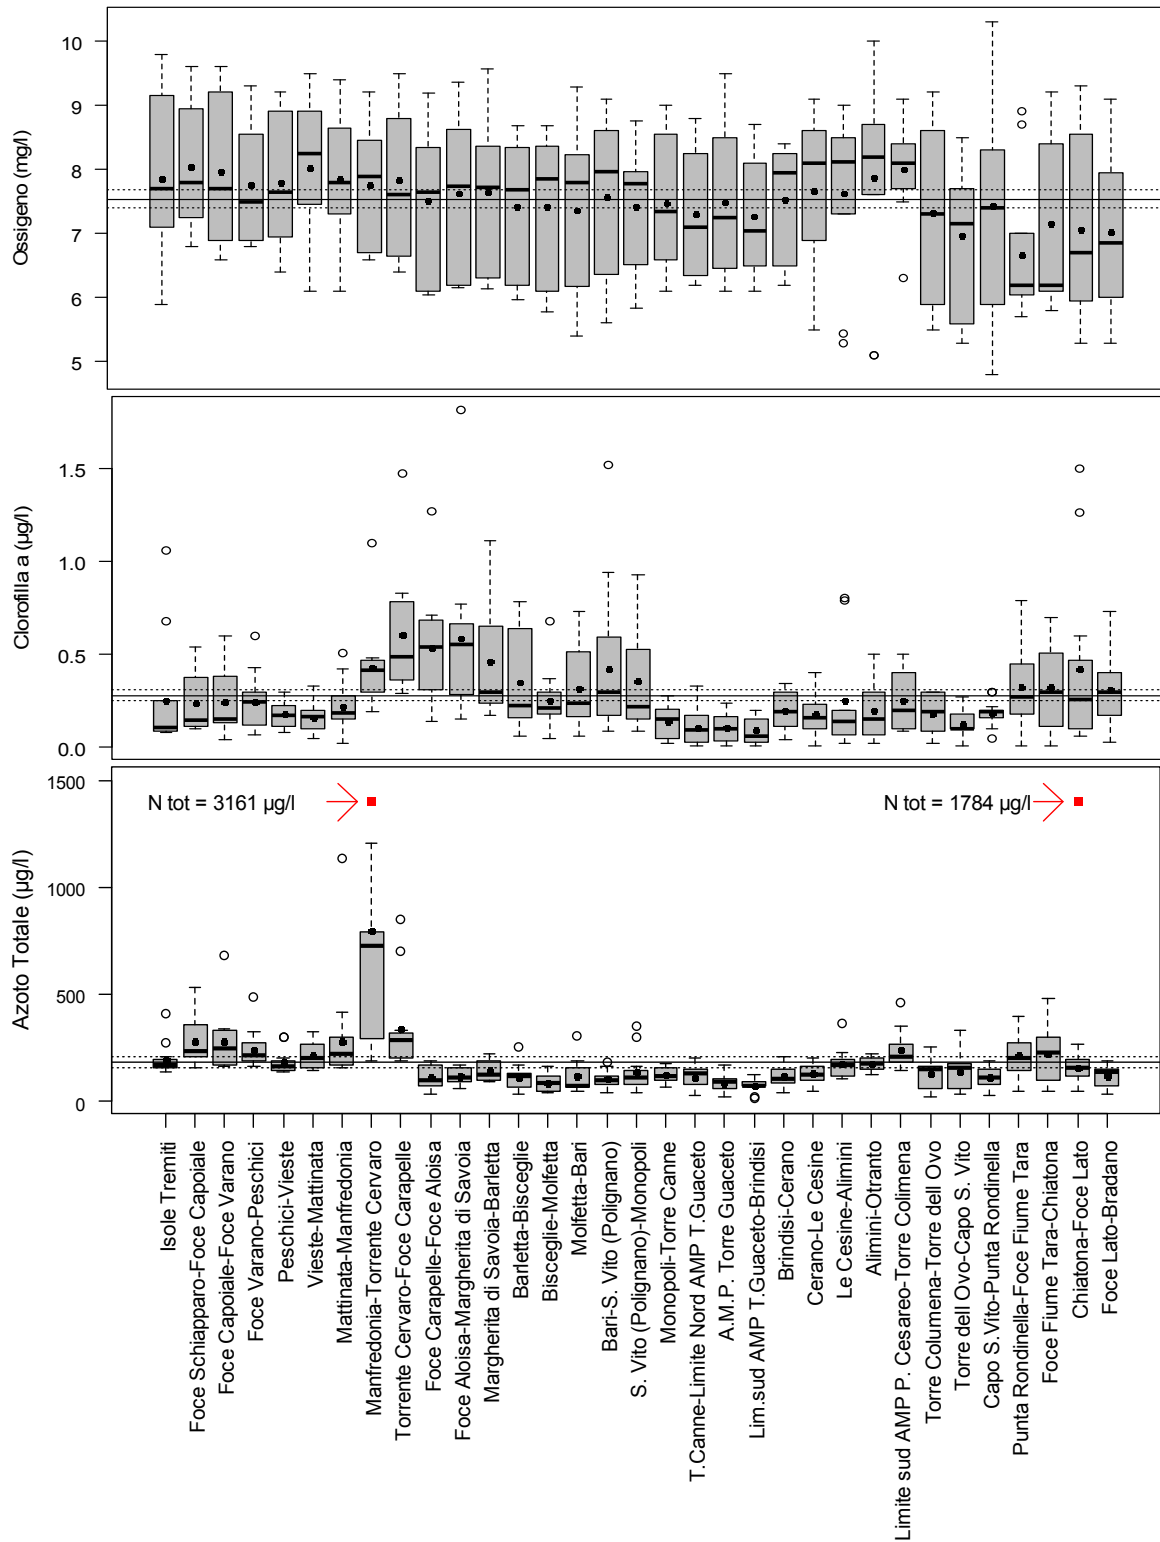 Ossigeno (mg/l)
10
9
8
7
6
5
Clorofilla a (µg/l)
1.5
1.0
0.5
0.0
Azoto Totale (µg/l)
1500
1000
500
0
N tot = 3161 µg/l
N tot = 1784 µg/l
Isole Tremiti
Foce Schiapparo-Foce Capoiale
Foce Capoiale-Foce Varano
Foce Varano-Peschici
Peschici-Vieste
Vieste-Mattinata
Mattinata-Manfredonia
Manfredonia-Torrente Cervaro
Torrente Cervaro-Foce Carapelle
Foce Carapelle-Foce Aloisa
Foce Aloisa-Margherita di Savoia
Margherita di Savoia-Barletta
Barletta-Bisceglie
Bisceglie-Molfetta
Molfetta-Bari
Bari-S. Vito (Polignano)
S. Vito (Polignano)-Monopoli
Monopoli-Torre Canne
T.Canne-Limite Nord AMP T.Guaceto
A.M.P. Torre Guaceto
Lim.sud AMP T.Guaceto-Brindisi
Brindisi-Cerano
Cerano-Le Cesine
Le Cesine-Alimini
Alimini-Otranto
Limite sud AMP P. Cesareo-Torre Colimena
Torre Columena-Torre dell Ovo
Torre dell Ovo-Capo S. Vito
Capo S.Vito-Punta Rondinella
Punta Rondinella-Foce Fiume Tara
Foce Fiume Tara-Chiatona
Chiatona-Foce Lato
Foce Lato-Bradano